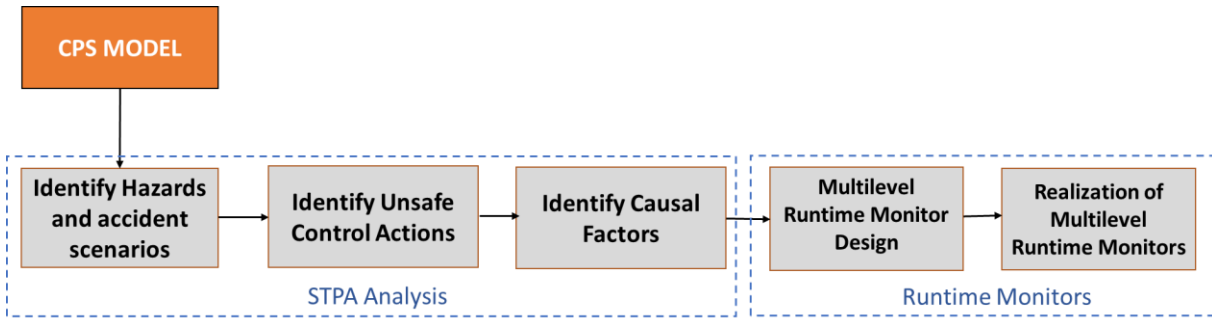 CPS MODEL
Identify Hazards
and accident
scenarios
Identify Unsafe
Control Actions
Identify Causal
Factors
STPA Analysis
Multilevel
Runtime Monitor
Design
Realization of
Multilevel
Runtime Monitors
Runtime Monitors